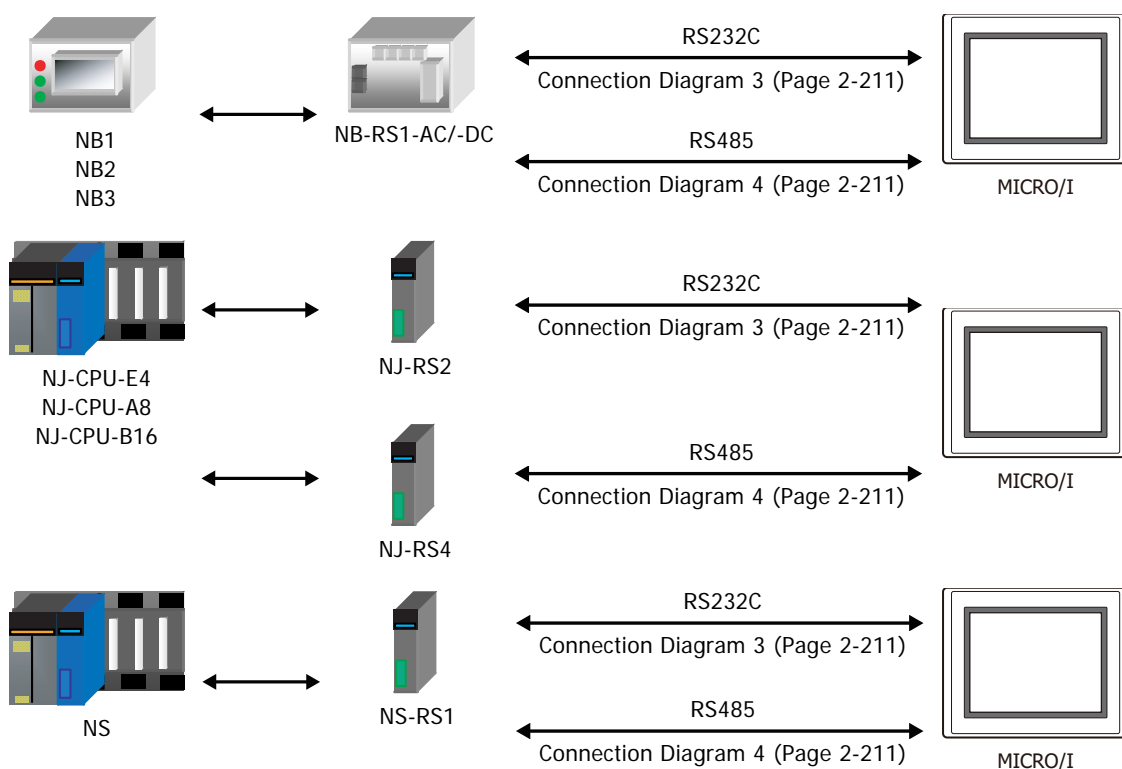 RS232C
Connection Diagram 3 (Page 2-211)
NB1
NB2
NB3
NB-RS1-AC/-DC
RS485
Connection Diagram 4 (Page 2-211)
MICRO/I
RS232C
Connection Diagram 3 (Page 2-211)
NJ-CPU-E4
NJ-CPU-A8
NJ-CPU-B16
NJ-RS2
RS485
Connection Diagram 4 (Page 2-211)
MICRO/I
NJ-RS4
RS232C
Connection Diagram 3 (Page 2-211)
NS
NS-RS1
RS485
Connection Diagram 4 (Page 2-211)
MICRO/I